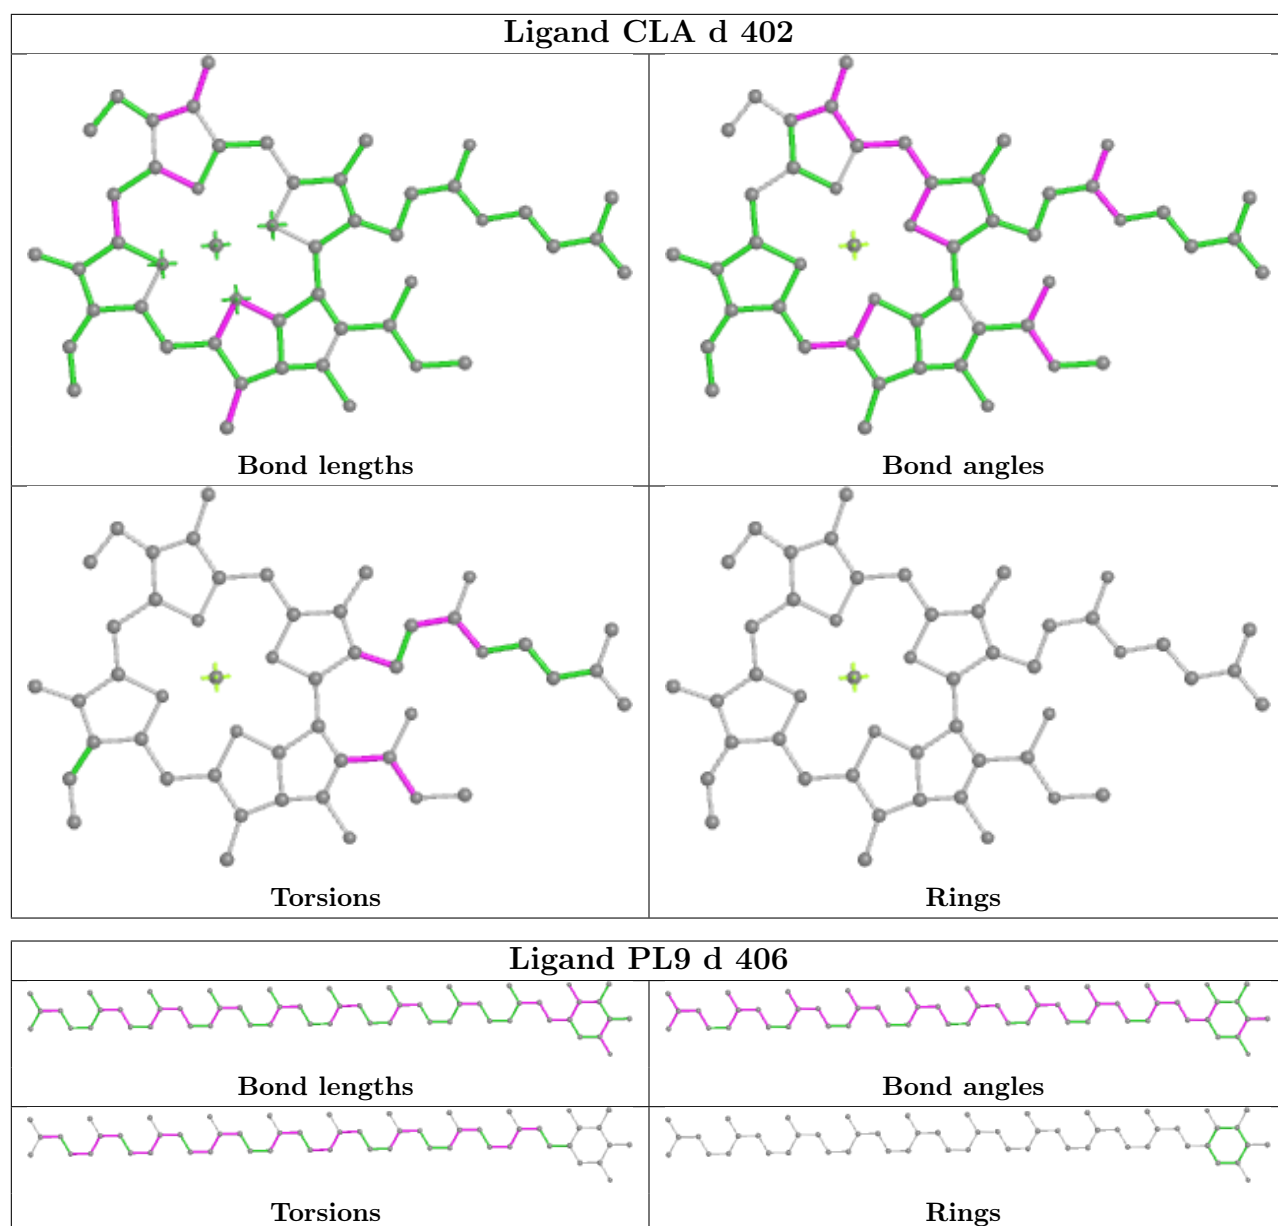 Ligand CLA d 402
Bond lengths
Bond angles
Torsions
Rings
Ligand PL9 d 406
Bond lengths
Bond angles
Torsions
Rings